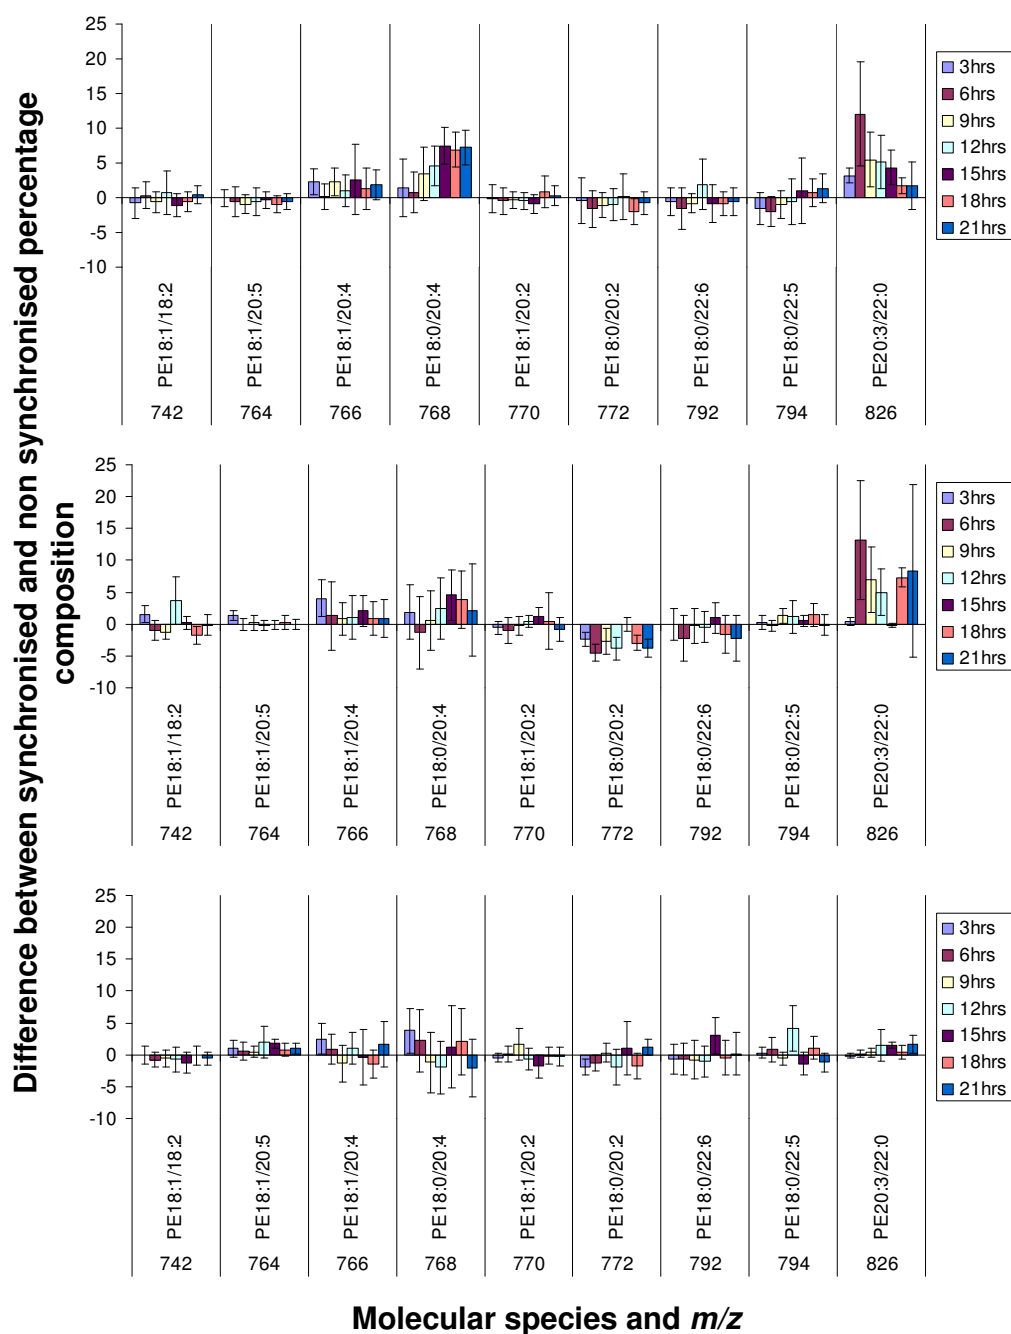 Difference between synchronised and non synchronised percentage
composition
25
20
15
10
5
0
-5
-10
PE18:1/18:2
PE18:1/20:5
PE18:1/20:4
PE18:0/20:4
PE18:1/20:2
PE18:0/20:2
PE18:0/22:6
PE18:0/22:5
PE20:3/22:0
742 764 766 768 770 772 792 794 826
3hrs
6hrs
9hrs
12hrs
15hrs
18hrs
21hrs
25
20
15
10
5
0
-5
-10
PE18:1/18:2
PE18:1/20:5
PE18:1/20:4
PE18:0/20:4
PE18:1/20:2
PE18:0/20:2
PE18:0/22:6
PE18:0/22:5
PE20:3/22:0
742 764 766 768 770 772 792 794 826
3hrs
6hrs
9hrs
12hrs
15hrs
18hrs
21hrs
25
20
15
10
5
0
-5
-10
PE18:1/18:2
PE18:1/20:5
PE18:1/20:4
PE18:0/20:4
PE18:1/20:2
PE18:0/20:2
PE18:0/22:6
PE18:0/22:5
PE20:3/22:0
742 764 766 768 770 772 792 794 826
3hrs
6hrs
9hrs
12hrs
15hrs
18hrs
21hrs
Molecular species and m/z